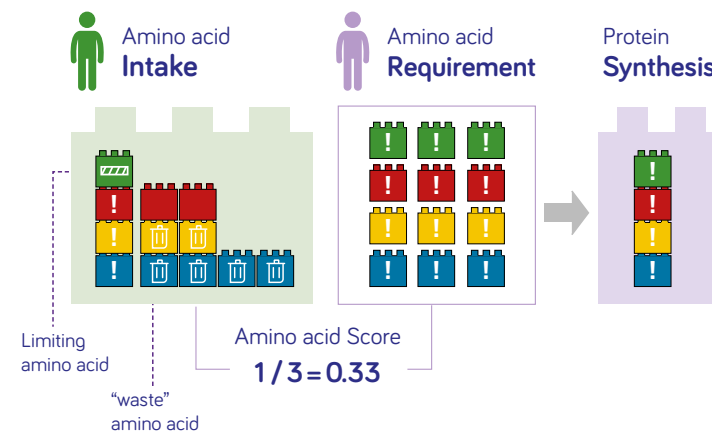 Amino acid
Intake
Amino acid
Requirement
Protein
Synthesis
! ! !
!
! ! ! !
!
! ! ! !
!
! ! ! !
!
Limiting
amino acid
Amino acid Score
1 / 3 = 0.33
"waste"
amino acid